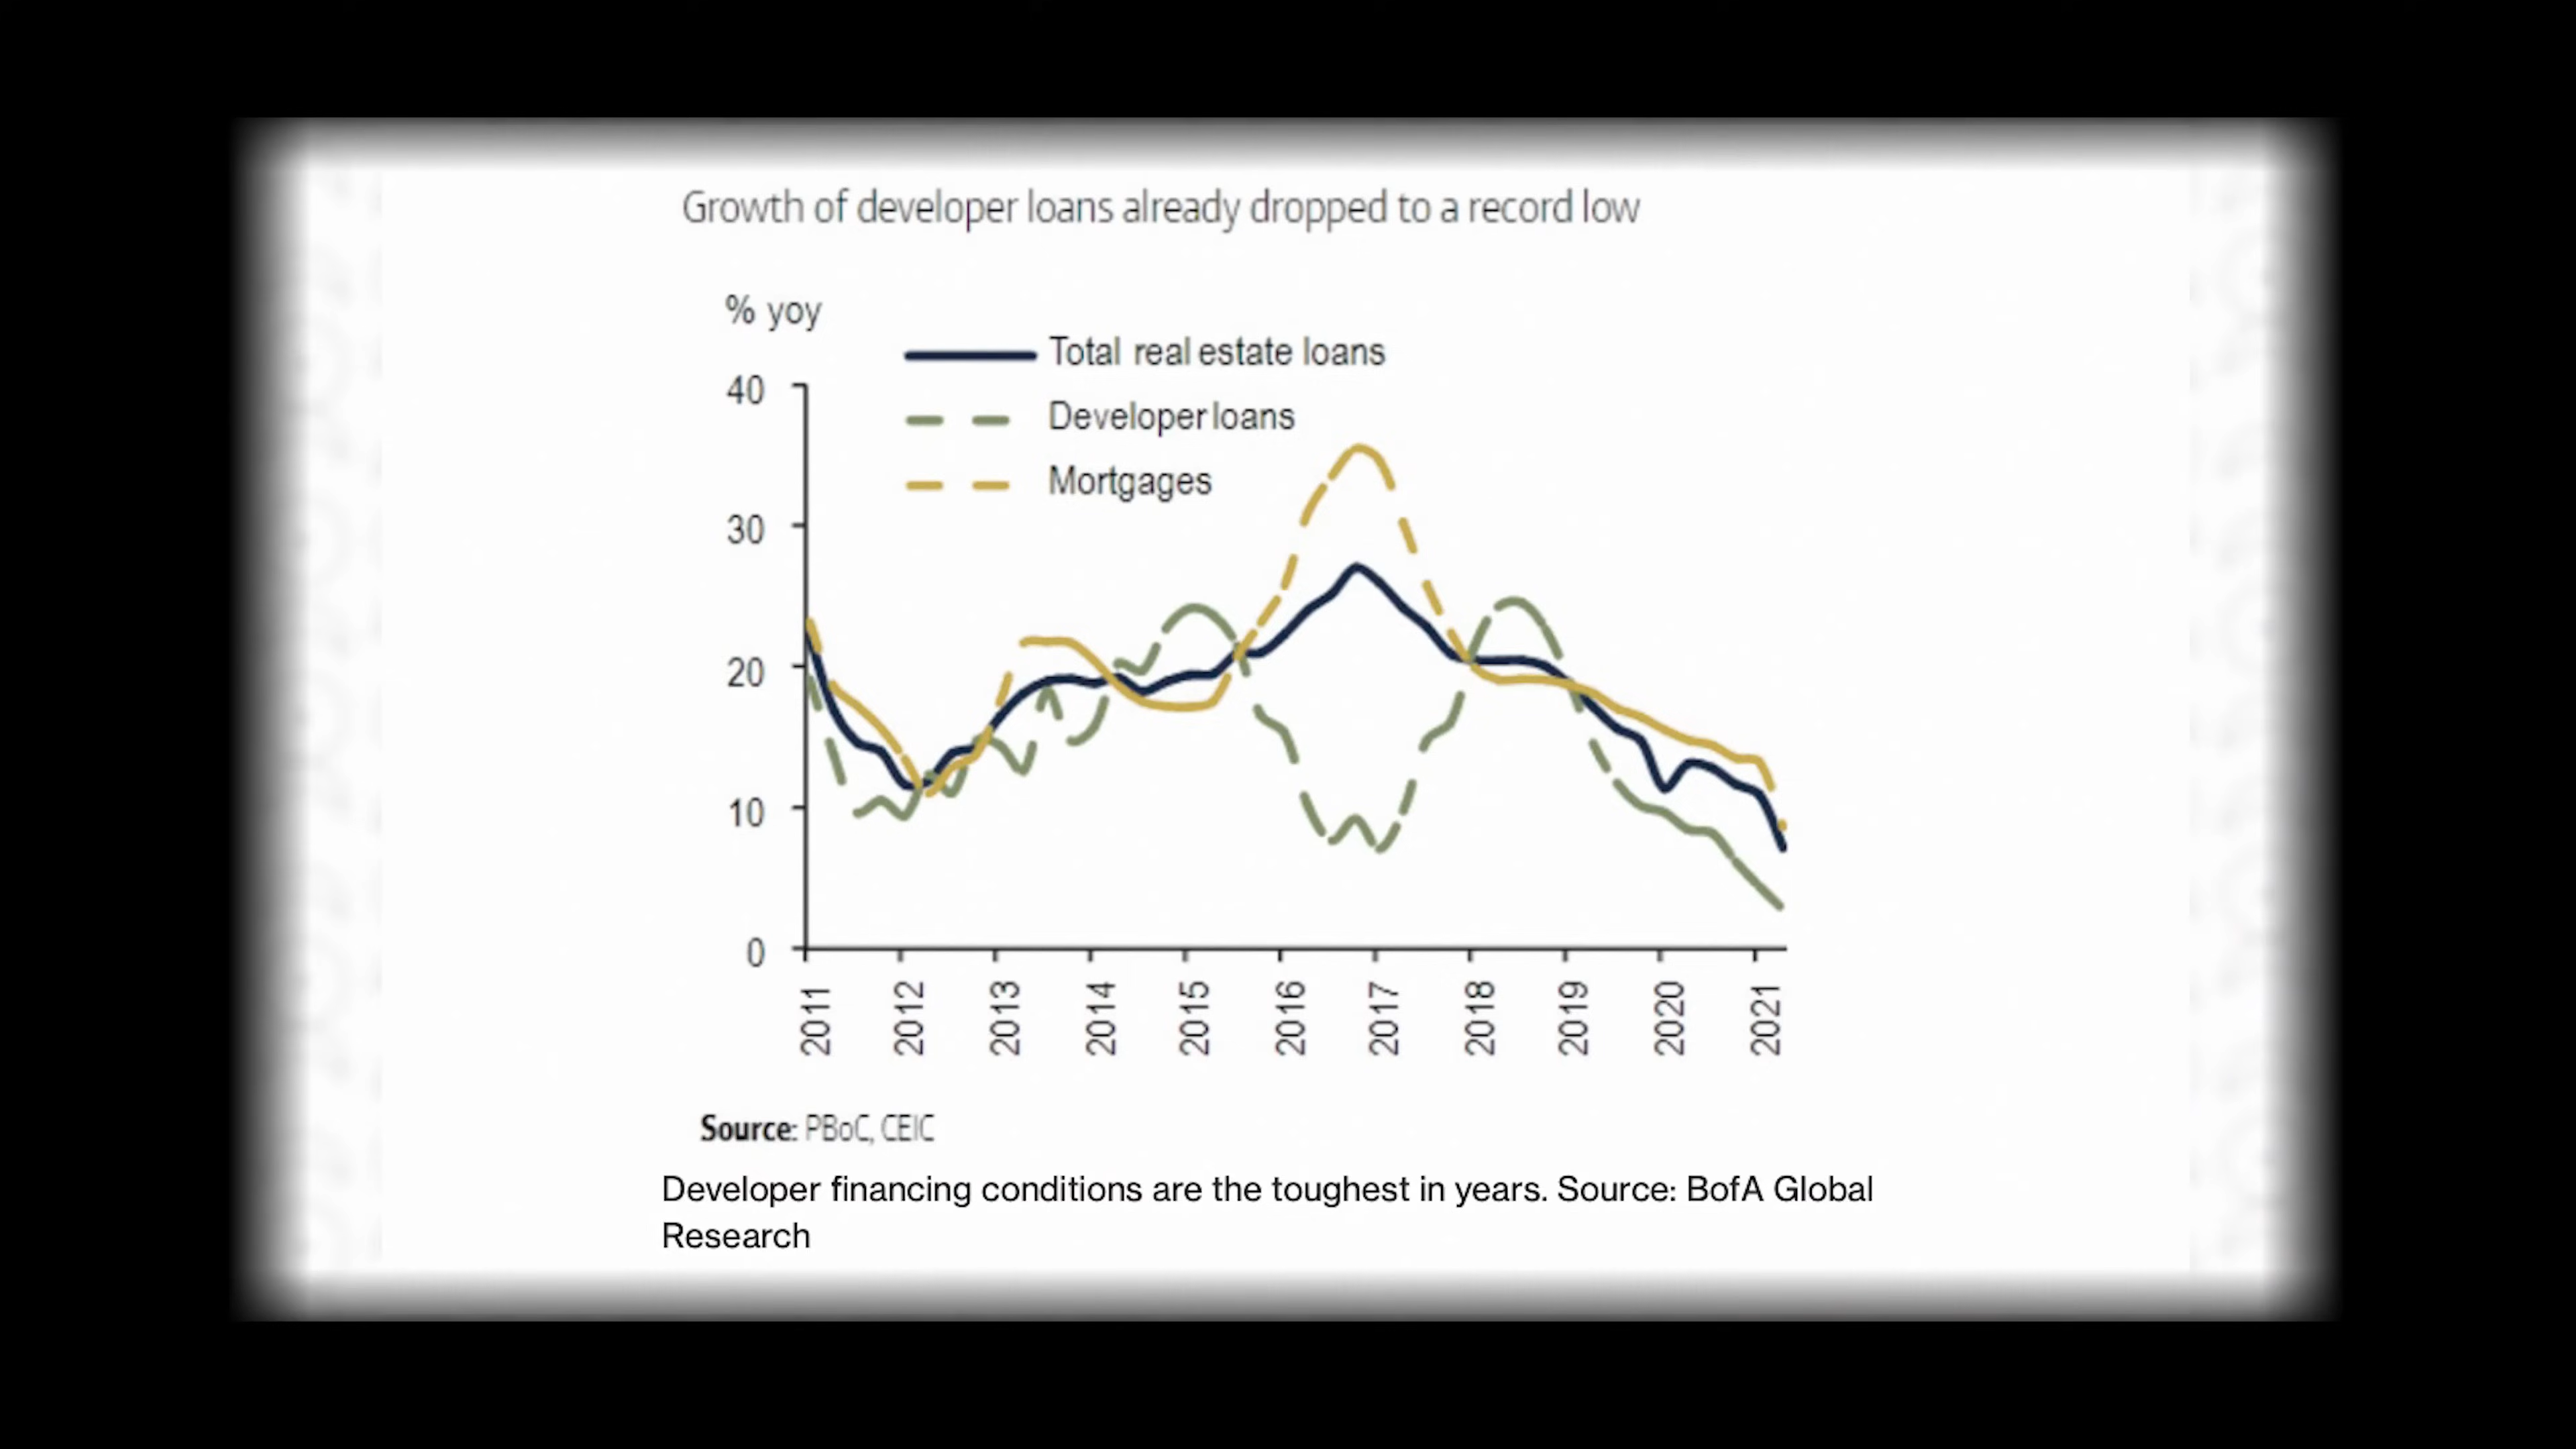 Growth of developer loans already dropped to a record low
% yoy
Total real estate loans
Developer loans
Mortgages
40
30
20
10
0
2011
2012
2013
2014
2015
2016
2017
2018
2019
2020
2021
Source: PBoC, CEIC
Developer financing conditions are the toughest in years. Source: BofA Global
Research